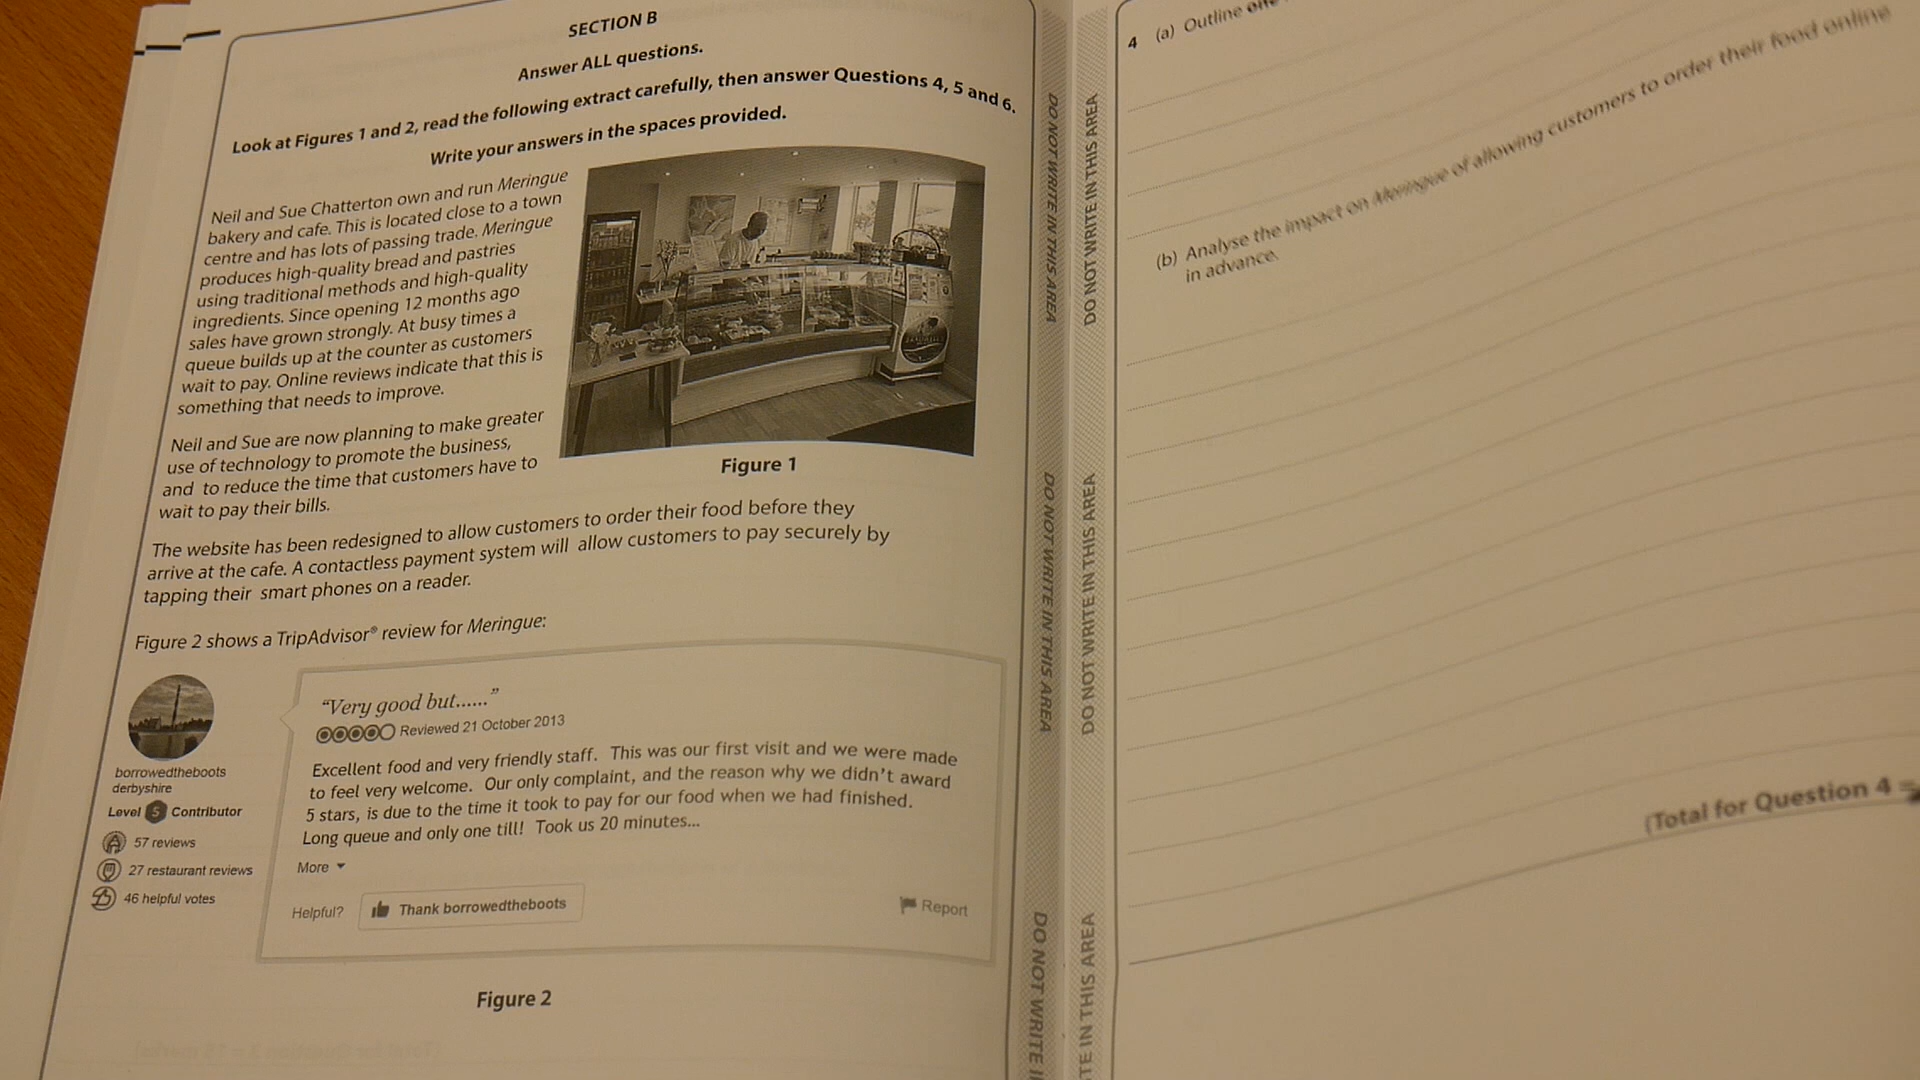 SECTION B
Answer ALL questions.
Look at Figures 1 and 2, read the following extract carefully, then answer Questions 4, 5 and 6.
Write your answers in the spaces provided.
Neil and Sue Chatterton own and run Meringue
bakery and cafe. This is located close to a town
centre and has lots of passing trade. Meringue
produces high-quality bread and pastries
using traditional methods and high-quality
ingredients. Since opening 12 months ago
sales have grown strongly. At busy times a
queue builds up at the counter as customers
wait to pay. Online reviews indicate that this is
something that needs to improve.
Neil and Sue are now planning to make greater
use of technology to promote the business,
and to reduce the time that customers have to
wait to pay their bills.
Figure 1
The website has been redesigned to allow customers to order their food before they
arrive at the cafe. A contactless payment system will allow customers to pay securely by
tapping their smart phones on a reader.
Figure 2 shows a TripAdvisor® review for Meringue:
borrowedtheboots
derbyshire
Level 5 Contributor
57 reviews
27 restaurant reviews
46 helpful votes
“Very good but......”
Reviewed 21 October 2013
Excellent food and very friendly staff. This was our first visit and we were made
to feel very welcome. Our only complaint, and the reason why we didn't award
5 stars, is due to the time it took to pay for our food when we had finished.
Long queue and only one till! Took us 20 minutes...
More
Helpful?
Thank borrowedtheboots
Report
Figure 2
DO NOT WRITE IN THIS AREA
DO NOT WRITE IN THIS AREA
DO NOT WRITE I
DO NOT WRITE IN THIS AREA
DO NOT WRITE IN THIS AREA
TE IN THIS AREA
4 (a) Outline one
(b) Analyse the impact on Meringue of allowing customers to order their food online
in advance.
(Total for Question 4 =